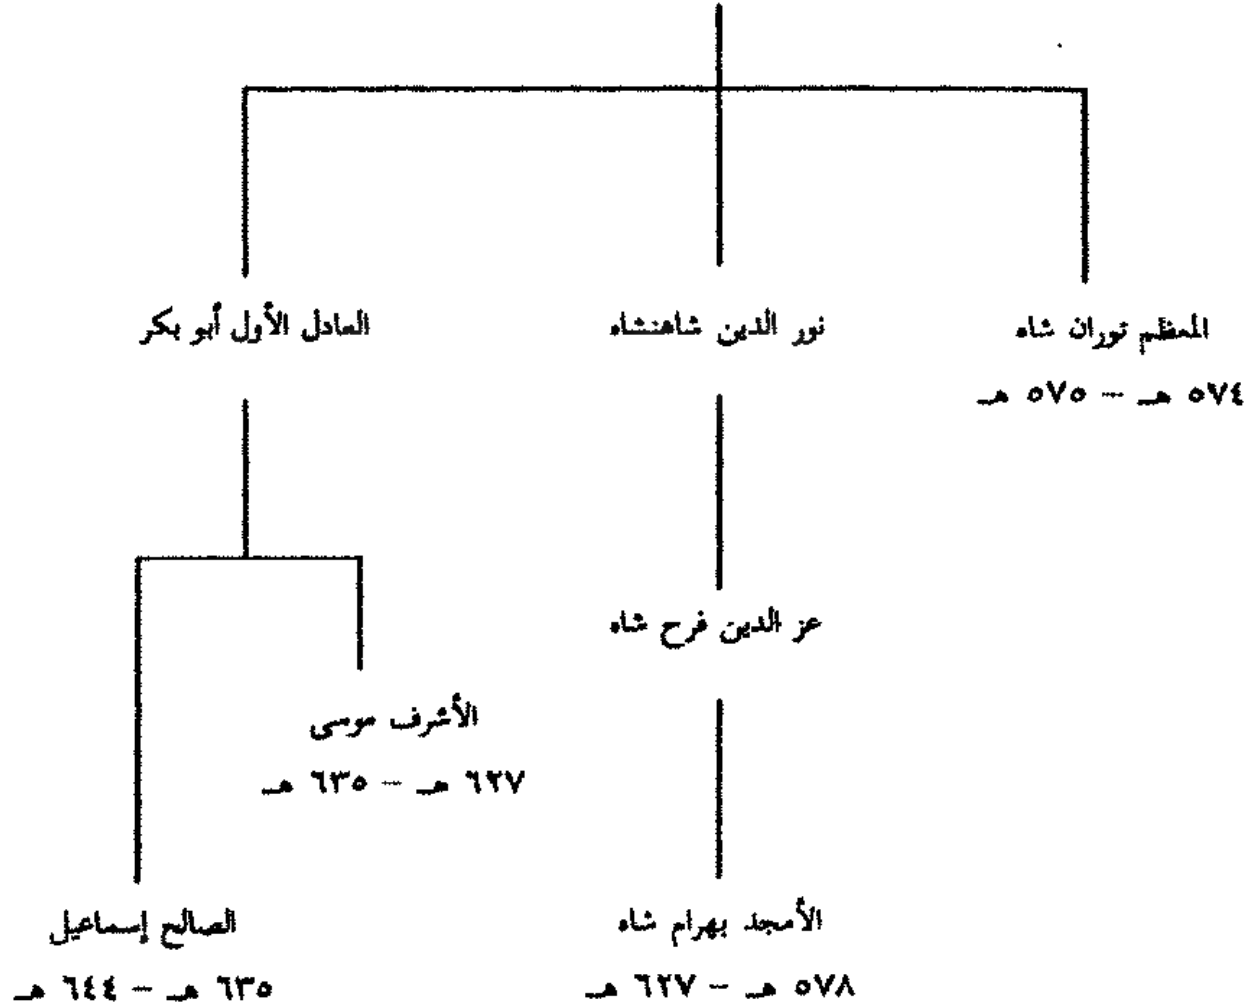 المعظم توران شاه
٥٧٤ هـ – ٥٧٥ هـ
نور الدين شاهنشاه
العادل الأول أبو بكر
عز الدين فرح شاه
الأشرف موسى
٦٢٧ هـ – ٦٣٥ هـ
الأمجد بهرام شاه
٥٧٨ هـ – ٦٢٧ هـ
الصالح إسماعيل
٦٣٥ هـ – ٦٤٤ هـ